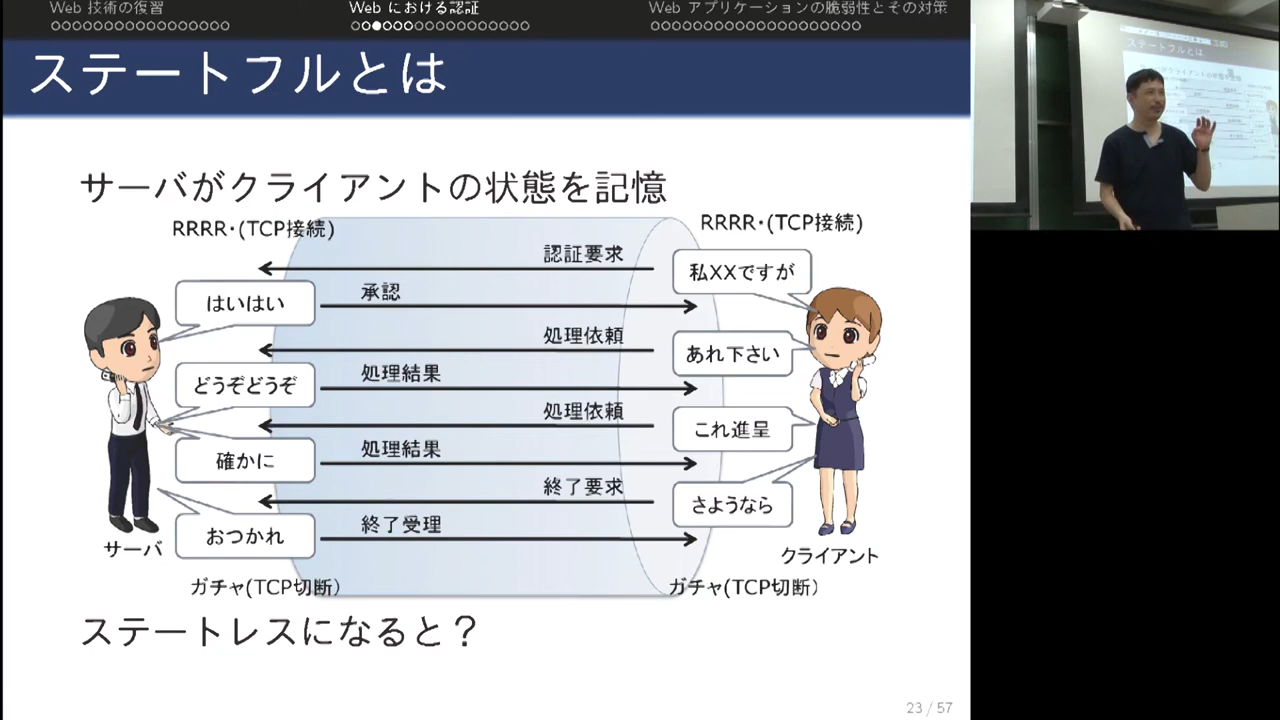 Web 技術の復習
Web における認証
Web アプリケーションの脆弱性とその対策
ステートフルとは
サーバがクライアントの状態を記憶
RRRR・(TCP接続)
RRRR・(TCP接続)
認証要求
私XXですが
はいはい
承認
処理依頼
あれ下さい
どうぞどうぞ
処理結果
処理依頼
これ進呈
確かに
処理結果
終了要求
さようなら
おつかれ
終了受理
サーバ
クライアント
ガチャ(TCP切断)
ガチャ(TCP切断)
ステートレスになると？
23 / 57
ステートフルとは